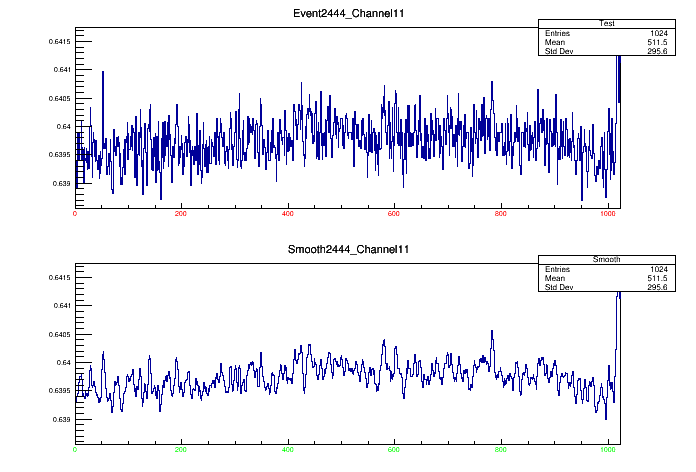 Event2444_Channel11
Test
Entries 1024
Mean 511.5
Std Dev 295.6
0.6415
0.641
0.6405
0.64
0.6395
0.639
0 200 400 600 800 1000
Smooth2444_Channel11
Smooth
Entries 1024
Mean 511.5
Std Dev 295.6
0.6415
0.641
0.6405
0.64
0.6395
0.639
0 200 400 600 800 1000